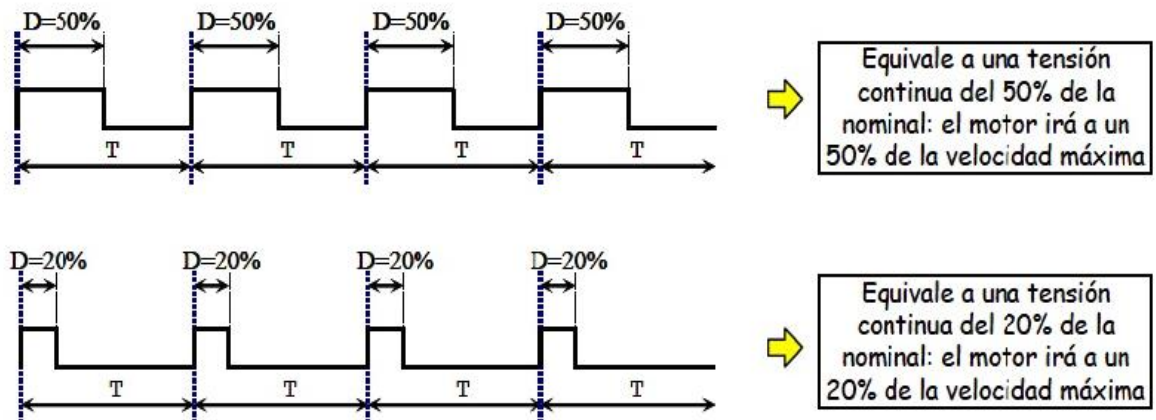 D=50% D=50% D=50% D=50%
T T T T
Equivale a una tensión
continua del 50% de la
nominal: el motor irá a un
50% de la velocidad máxima
D=20% D=20% D=20% D=20%
T T T T
Equivale a una tensión
continua del 20% de la
nominal: el motor irá a un
20% de la velocidad máxima